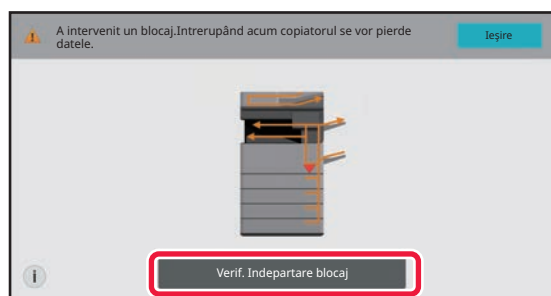 A intervenit un blocaj.Intrerupând acum copiatorul se vor pierde
datele.
Ieşire
Verif. Indepartare blocaj
i